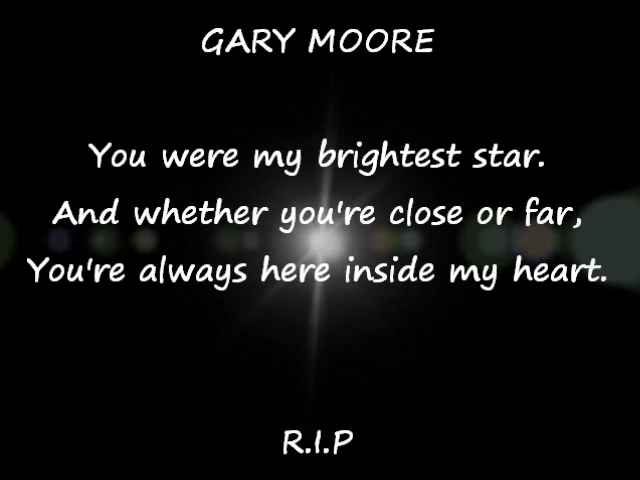 GARY MOORE
You were my brightest star.
And whether you're close or far,
You're always here inside my heart.
R.I.P